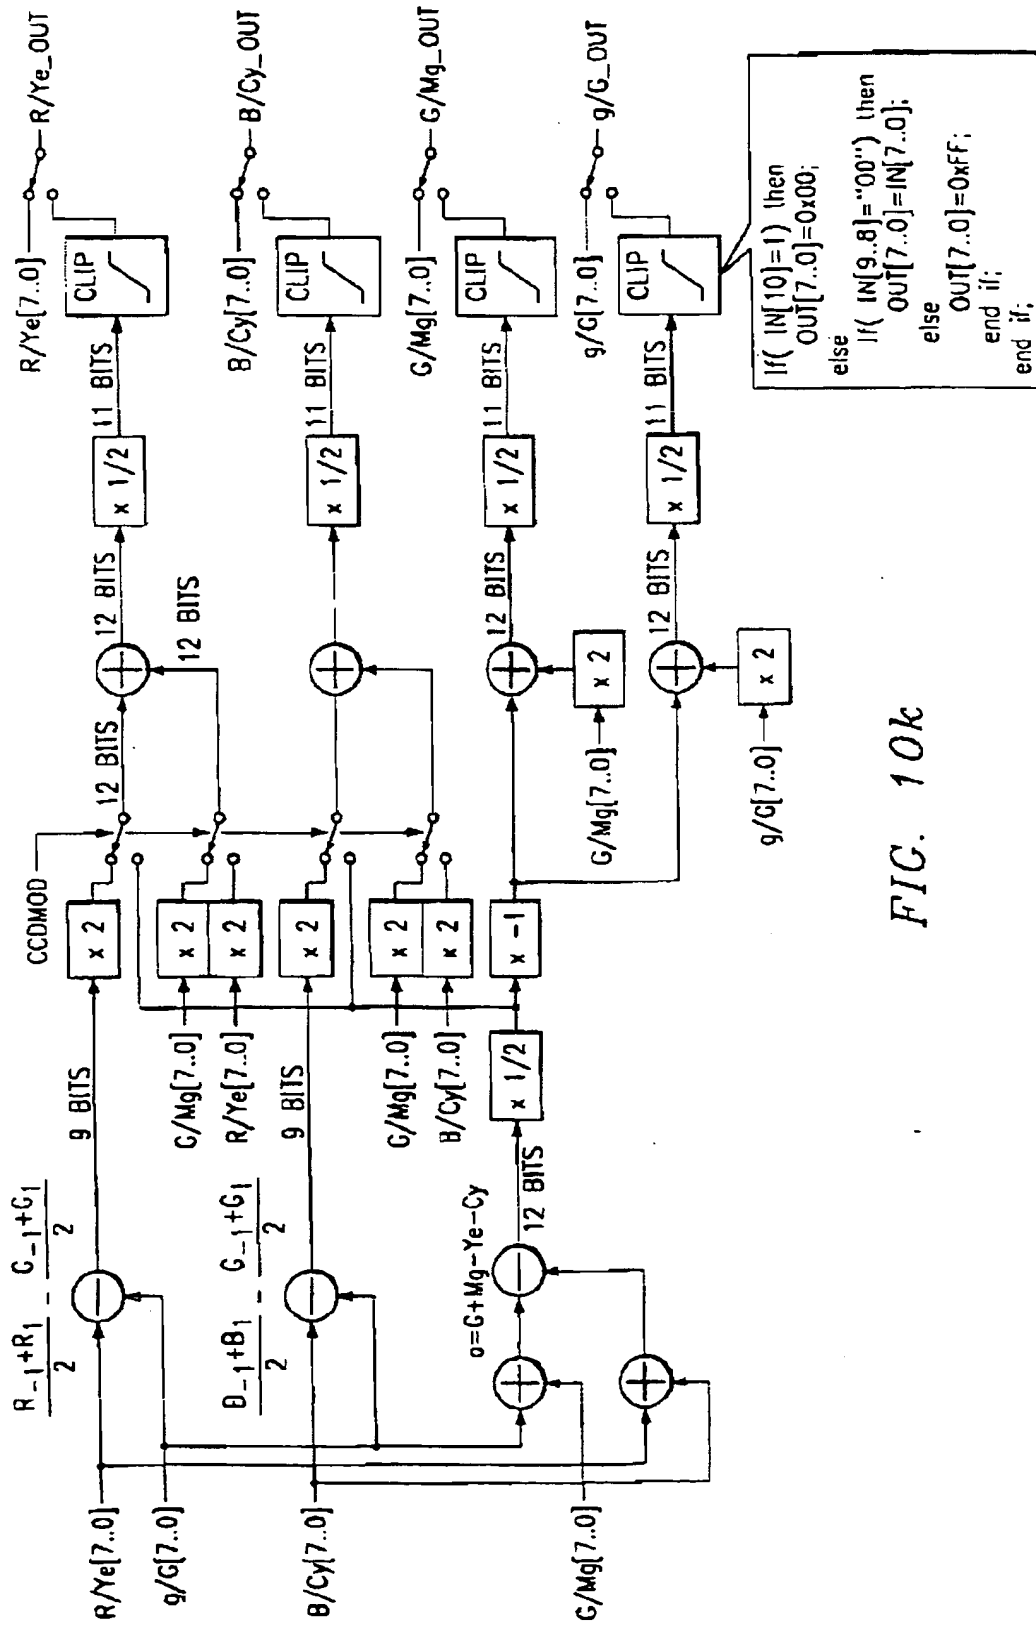 R/Ye[7..0]
g/G[7..0]
B/Cy[7..0]
G/Mg[7..0]
R-1+R1
2
-
G-1+G1
2
B-1+B1
2
-
G-1+G1
2
a=G+Mg-Ye-Cy
9 BITS
9 BITS
12 BITS
CCDMOD
G/Mg[7..0]
R/Ye[7..0]
G/Mg[7..0]
B/Cy[7..0]
x 2
x 2
x 2
x 2
x 2
x 2
x 1/2
x -1
12 BITS
12 BITS
12 BITS
12 BITS
12 BITS
G/Mg[7..0]
x 2
g/G[7..0]
x 2
x 1/2
x 1/2
x 1/2
x 1/2
11 BITS
11 BITS
11 BITS
11 BITS
R/Ye[7..0]
CLIP
R/Ye_OUT
B/Cy[7..0]
CLIP
B/Cy_OUT
G/Mg[7..0]
CLIP
G/Mg_OUT
g/G[7..0]
CLIP
g/G_OUT
If( IN[10]=1) then
OUT[7..0]=0x00;
else
If( IN[9..8]="00") then
OUT[7..0]=IN[7..0];
else
OUT[7..0]=0xFF;
end if;
end if;
FIG. 10k